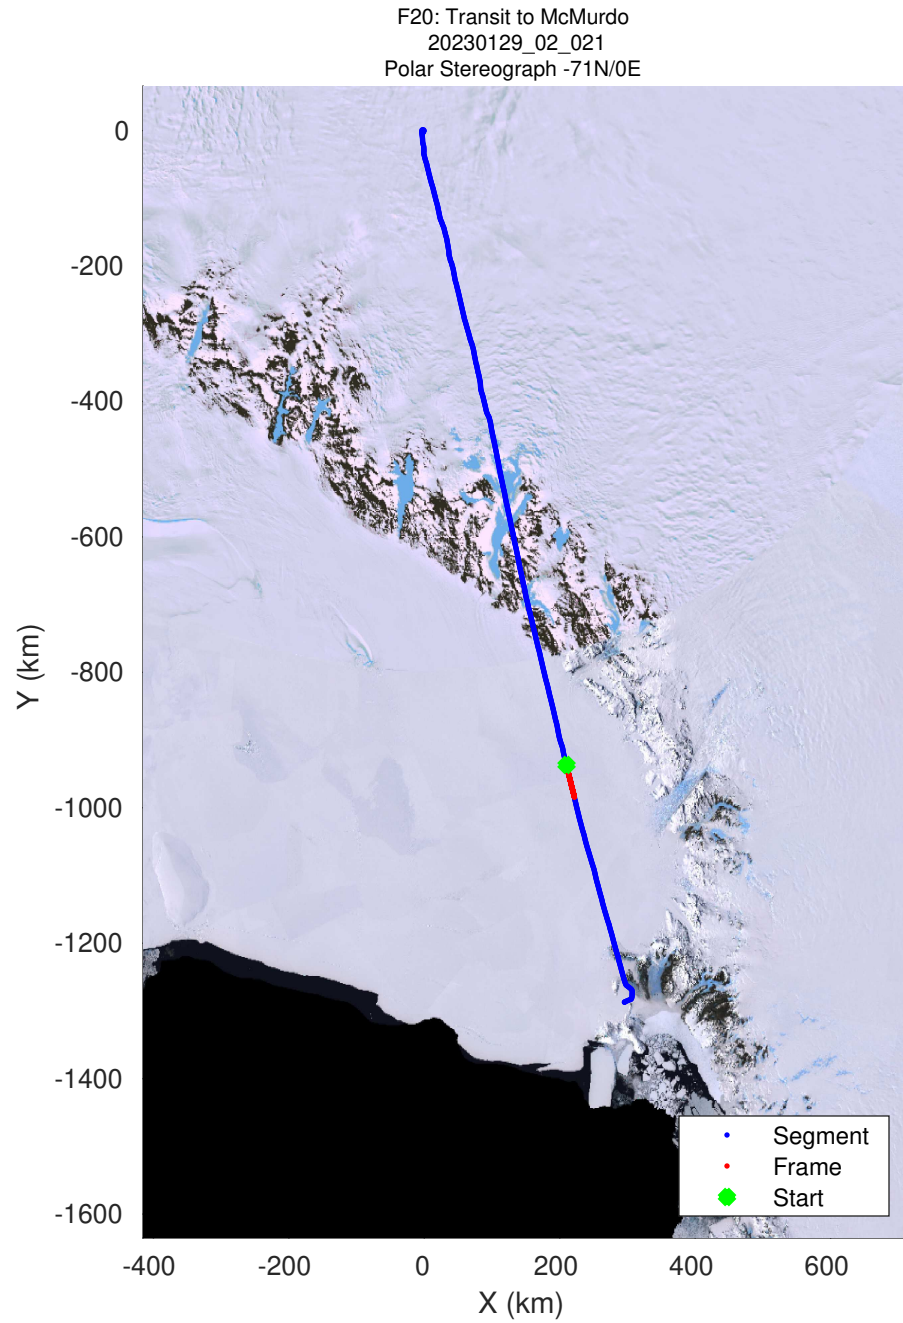 F20: Transit to McMurdo
20230129_02_021
Polar Stereograph -71N/0E
0
-200
-400
-600
-800
-1000
-1200
-1400
-1600
Y (km)
-400 -200 0 200 400 600
X (km)
Segment
Frame
Start